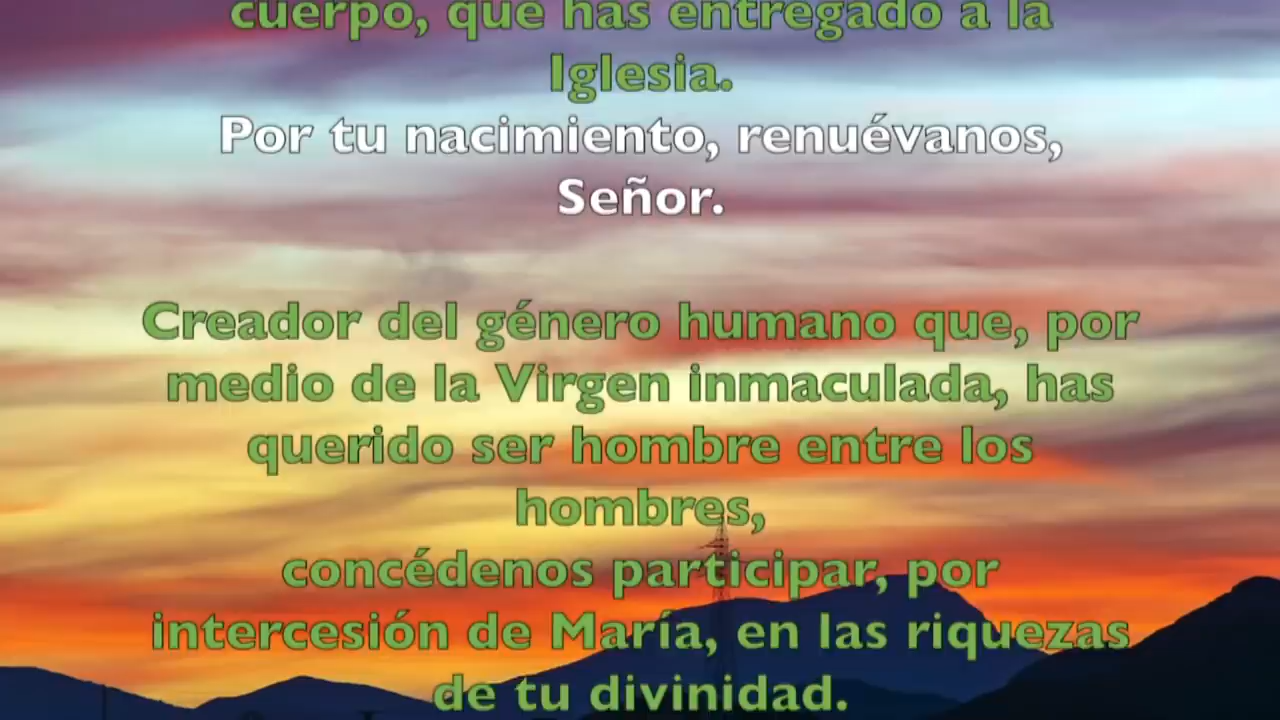 cuerpo, que has entregado a la
Iglesia.
Por tu nacimiento, renuévanos,
Señor.
Creador del género humano que, por
medio de la Virgen inmaculada, has
querido ser hombre entre los
hombres,
concédenos participar, por
intercesión de María, en las riquezas
de tu divinidad.